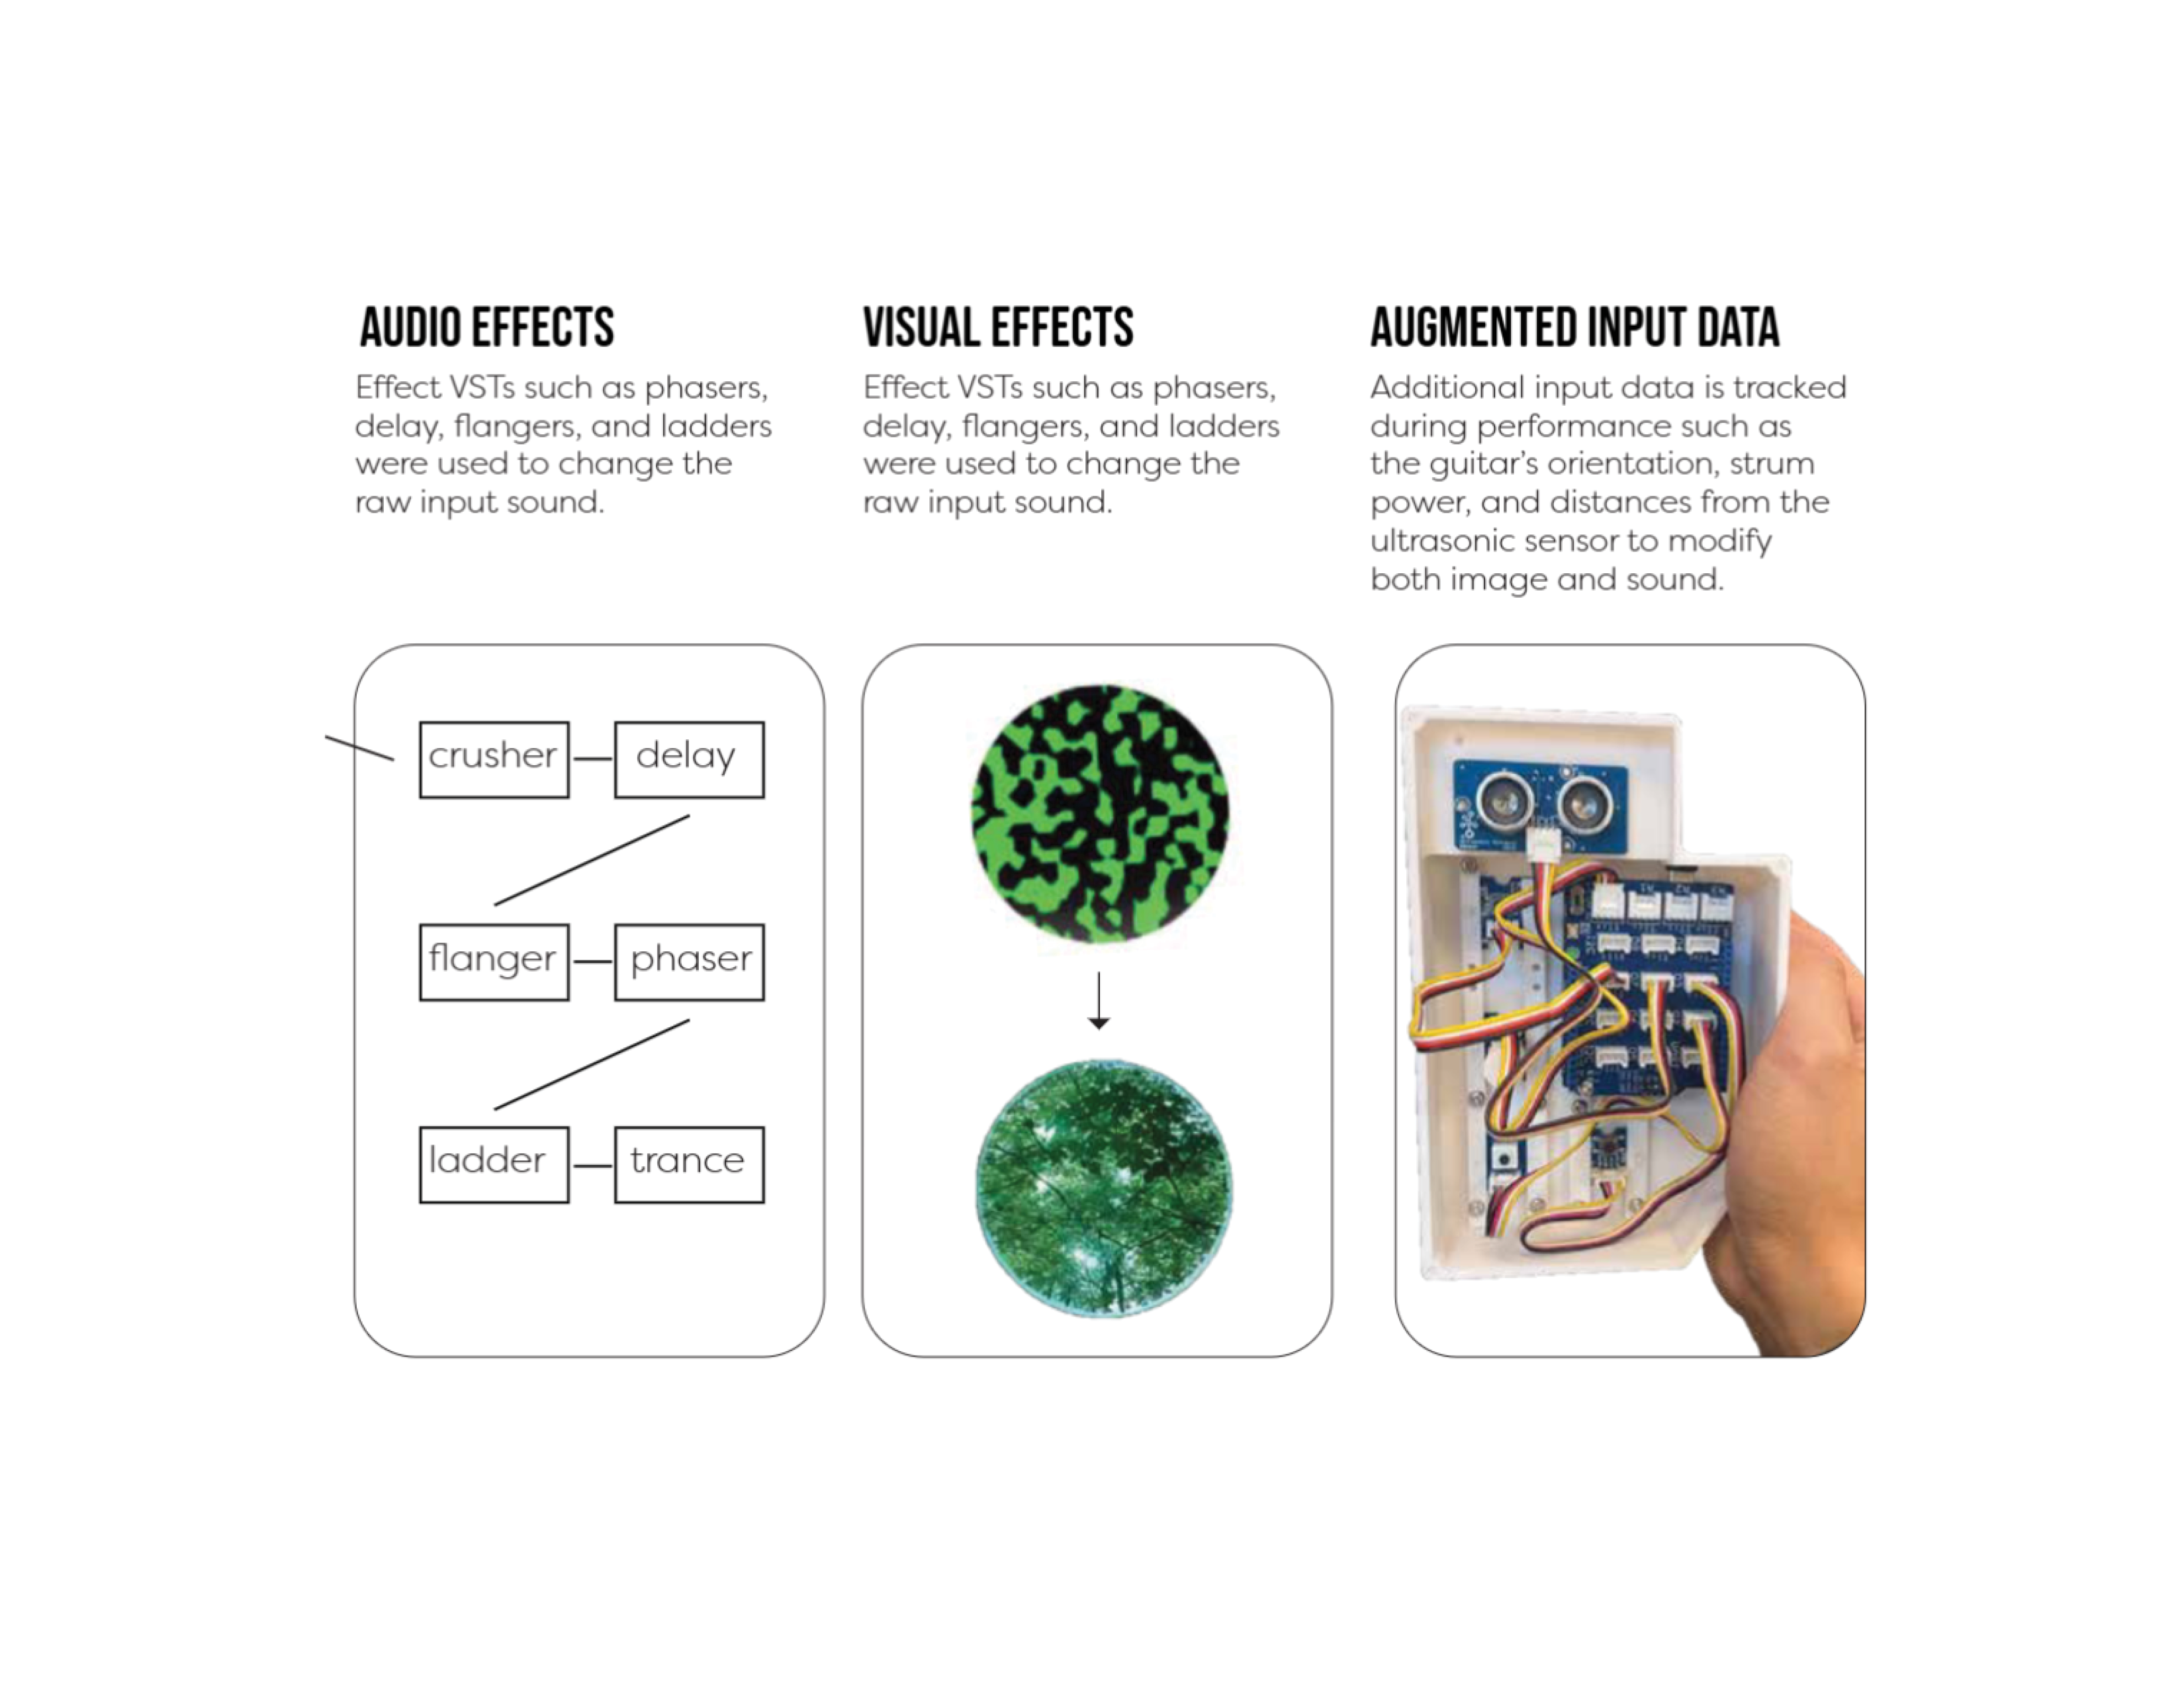 AUDIO EFFECTS
Effect VSTs such as phasers,
delay, flangers, and ladders
were used to change the
raw input sound.
VISUAL EFFECTS
Effect VSTs such as phasers,
delay, flangers, and ladders
were used to change the
raw input sound.
AUGMENTED INPUT DATA
Additional input data is tracked
during performance such as
the guitar's orientation, strum
power, and distances from the
ultrasonic sensor to modify
both image and sound.
crusher
delay
flanger
phaser
ladder
trance